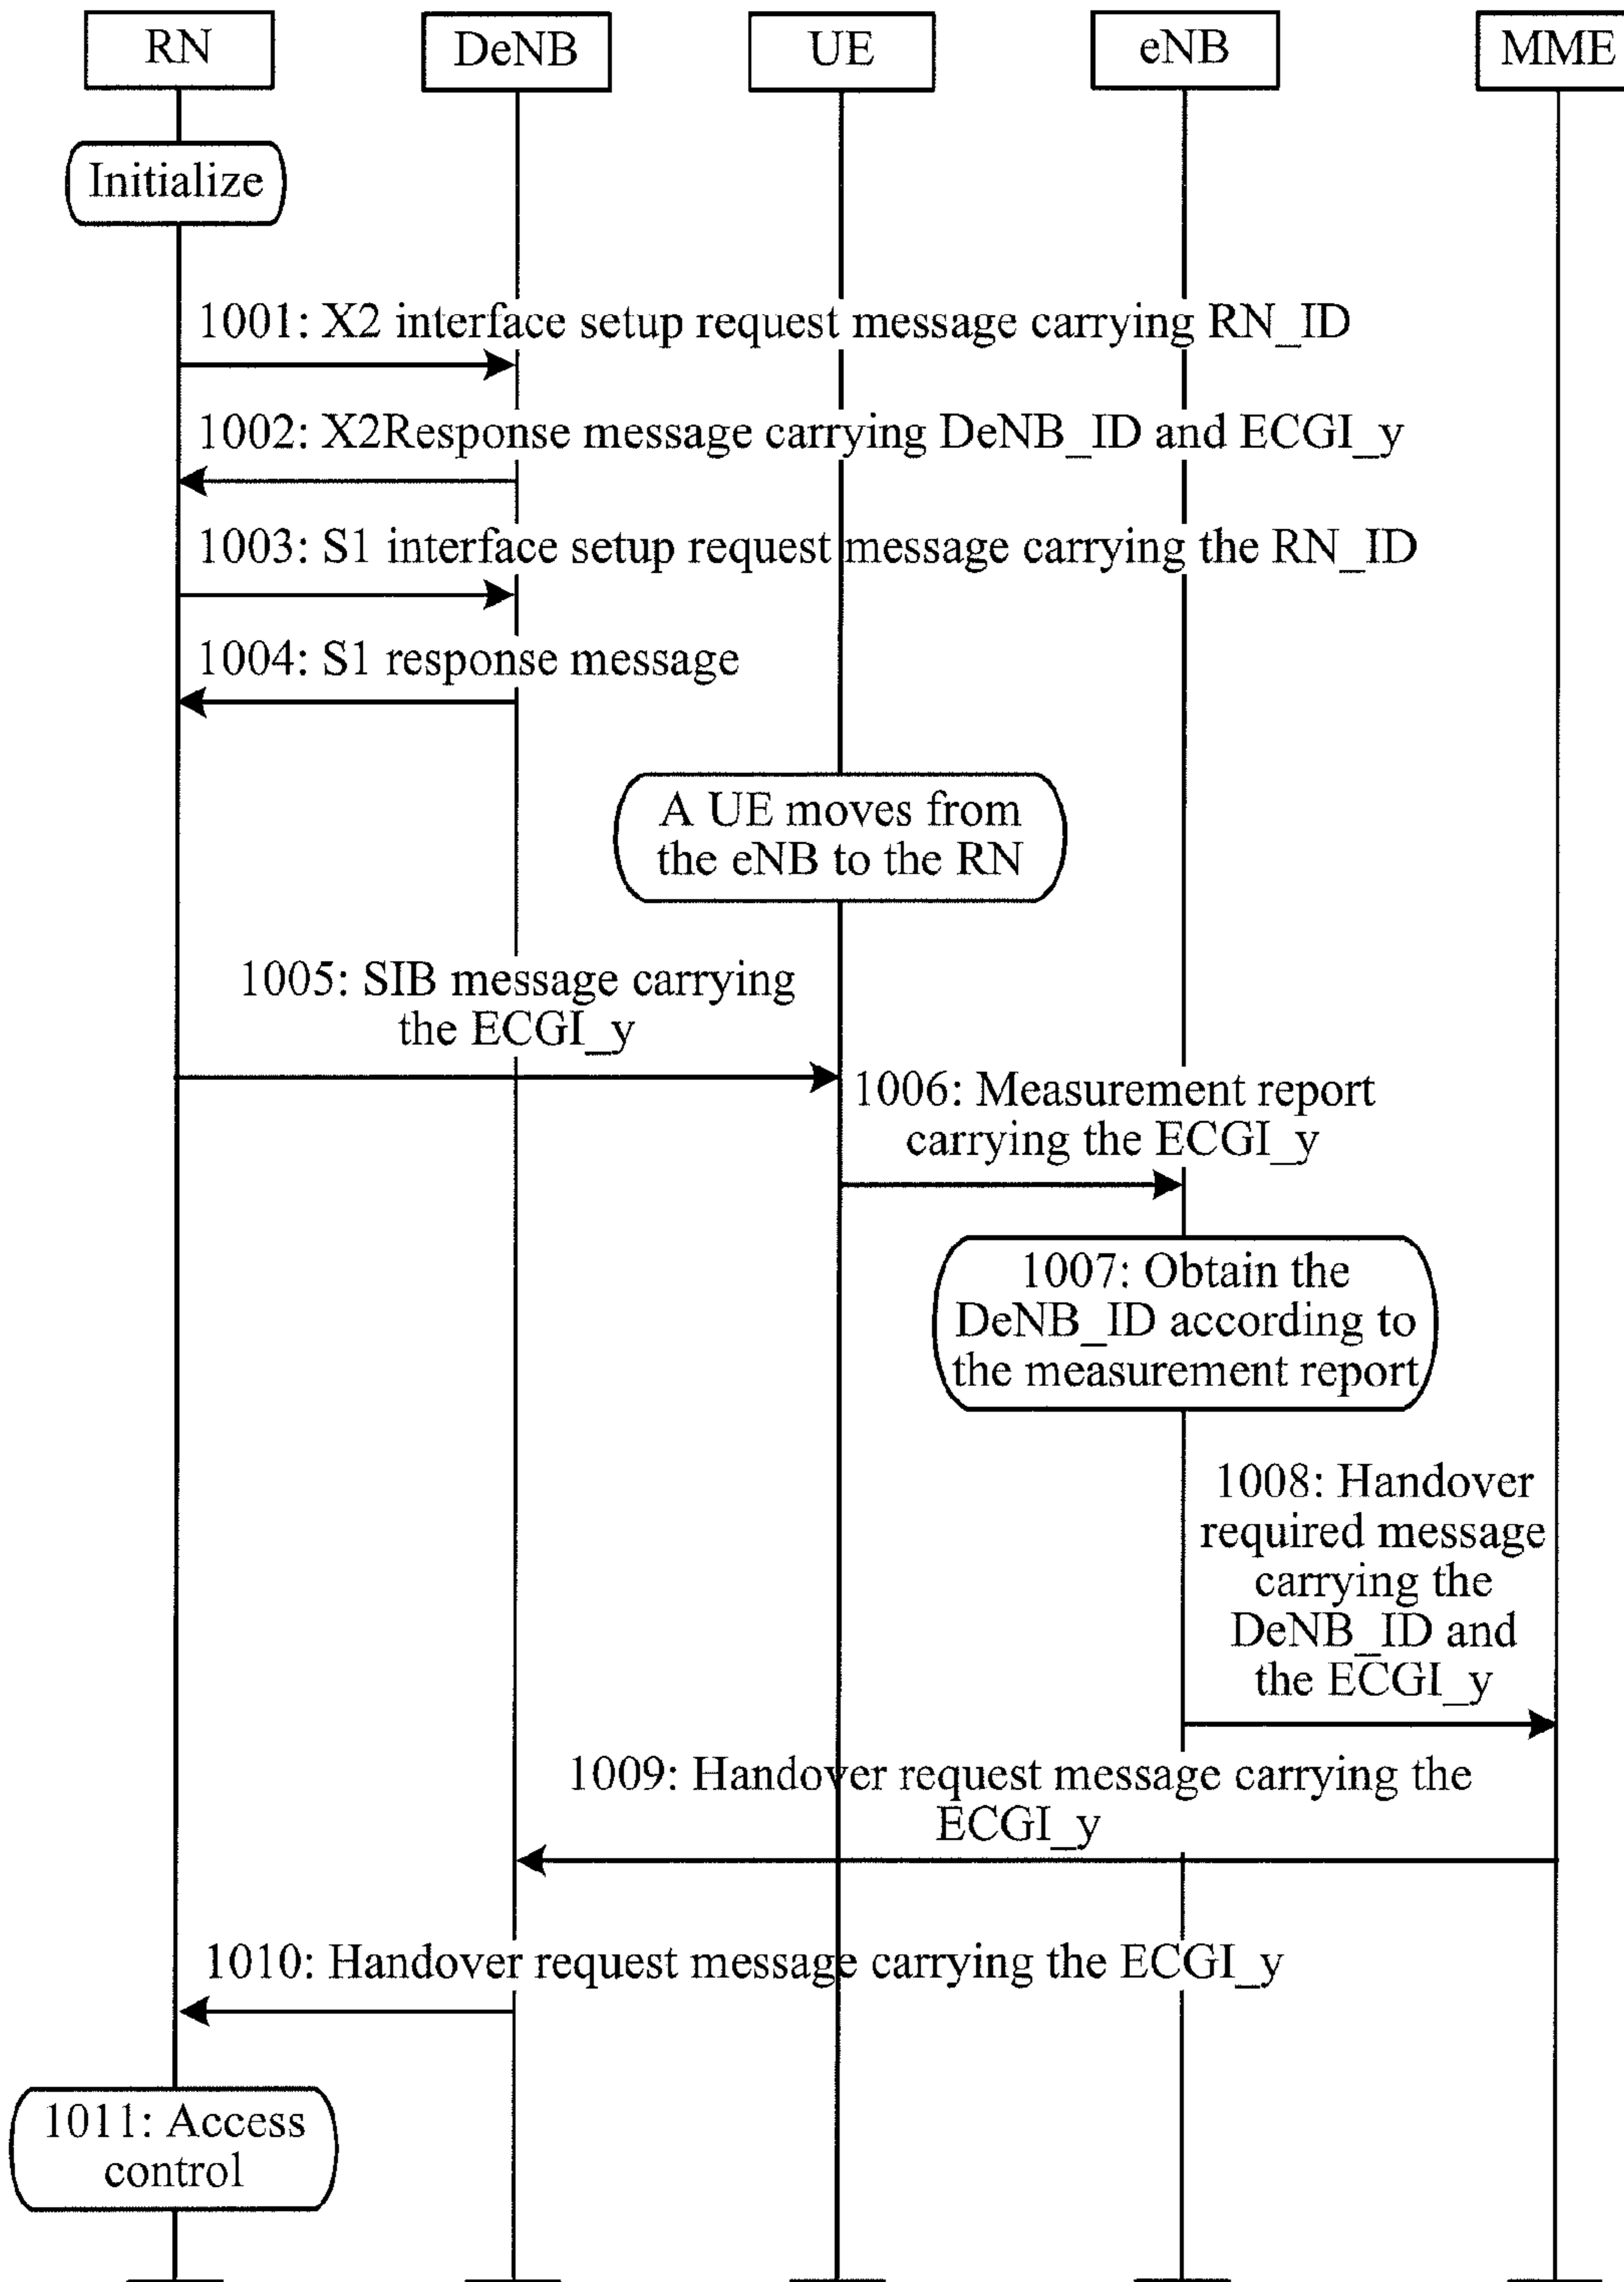 RN DeNB UE eNB MME
Initialize
1001: X2 interface setup request message carrying RN_ID
1002: X2Response message carrying DeNB_ID and ECGI_y
1003: S1 interface setup request message carrying the RN_ID
1004: S1 response message
A UE moves from
the eNB to the RN
1005: SIB message carrying
the ECGI_y
1006: Measurement report
carrying the ECGI_y
1007: Obtain the
DeNB_ID according to
the measurement report
1008: Handover
required message
carrying the
DeNB_ID and
the ECGI_y
1009: Handover request message carrying the
ECGI_y
1010: Handover request message carrying the ECGI_y
1011: Access
control